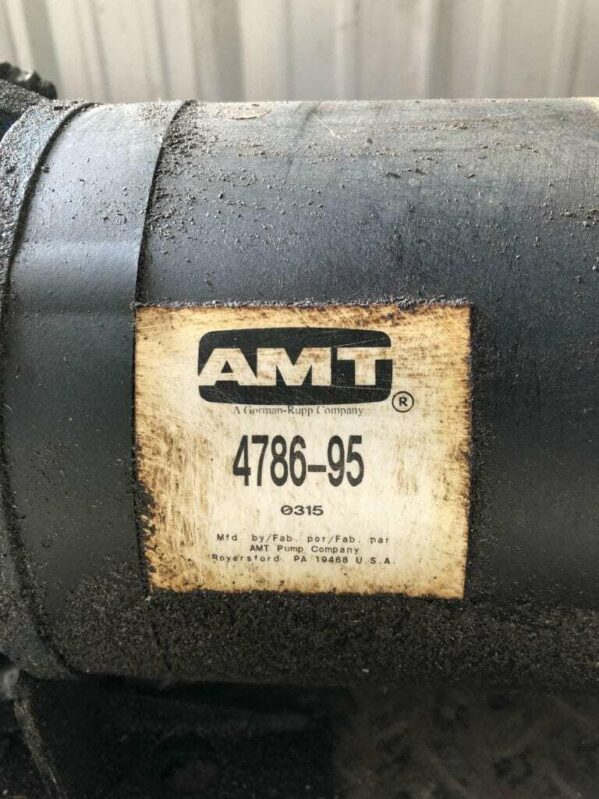 AMT
®
A Gorman-Rupp Company
4786-95
0315
Mfd by/Fab. por/Fab. par
AMT Pump Company
Royersford, PA 19468 U.S.A.